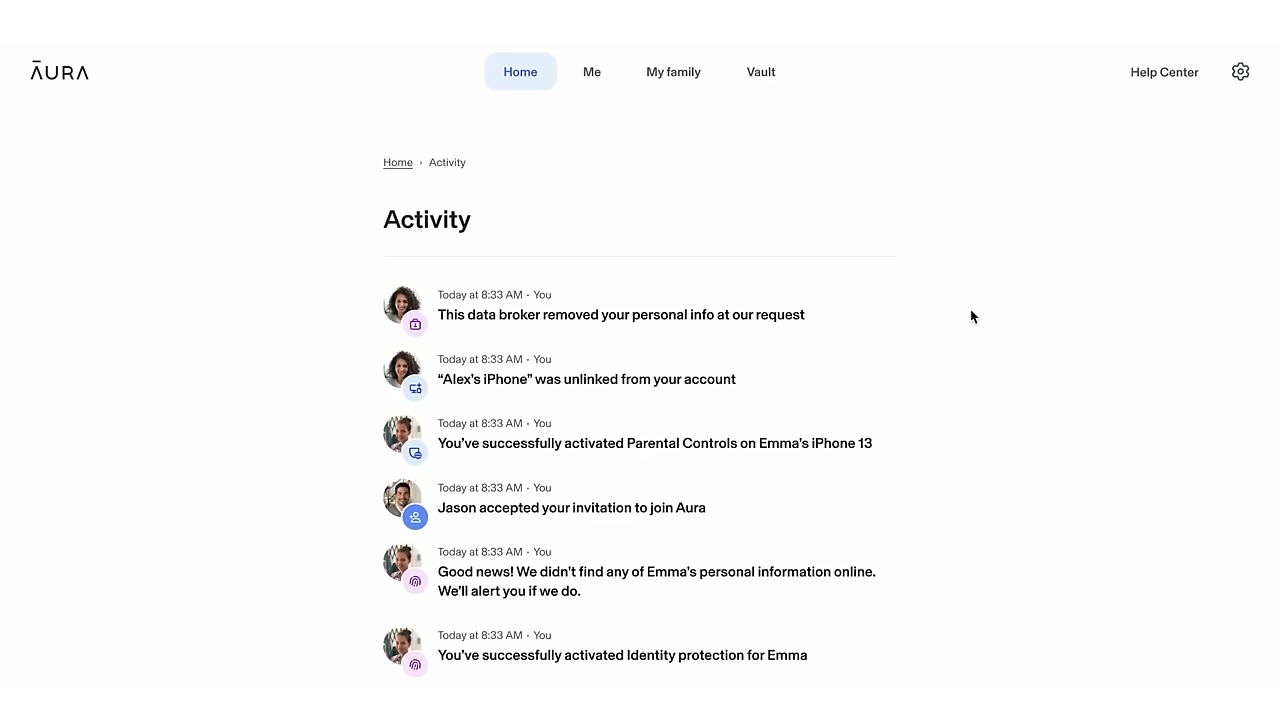 ĀURA
Home
Me
My family
Vault
Help Center
Home › Activity
Activity
Today at 8:33 AM · You
This data broker removed your personal info at our request
Today at 8:33 AM · You
“Alex’s iPhone” was unlinked from your account
Today at 8:33 AM · You
You’ve successfully activated Parental Controls on Emma’s iPhone 13
Today at 8:33 AM · You
Jason accepted your invitation to join Aura
Today at 8:33 AM · You
Good news! We didn’t find any of Emma’s personal information online.
We’ll alert you if we do.
Today at 8:33 AM · You
You’ve successfully activated Identity protection for Emma